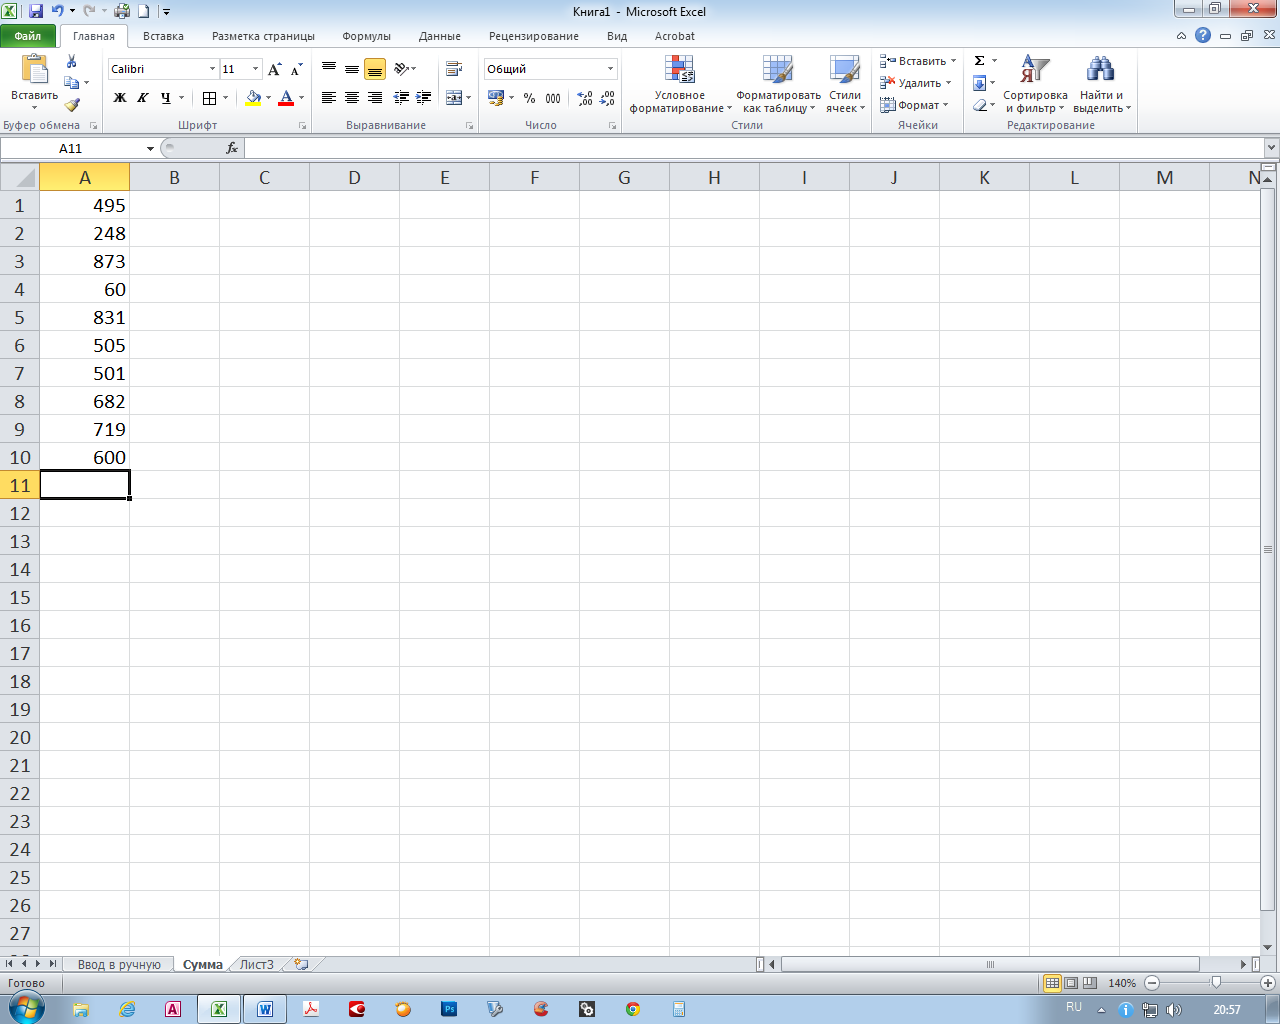 Книга1 - Microsoft Excel
Файл Главная Вставка Разметка страницы Формулы Данные Рецензирование Вид Acrobat
Вставить
Буфер обмена
Calibri 11
Ж К Ч
Шрифт
Выравнивание
Общий
% 000
Число
Условное форматирование
Форматировать как таблицу
Стили ячеек
Стили
Вставить
Удалить
Формат
Ячейки
Σ
Сортировка и фильтр
Найти и выделить
Редактирование
A11 fx
A B C D E F G H I J K L M N
1 495
2 248
3 873
4 60
5 831
6 505
7 501
8 682
9 719
10 600
11
12
13
14
15
16
17
18
19
20
21
22
23
24
25
26
27
Ввод в ручную Сумма Лист3
Готово 140%
RU 20:57